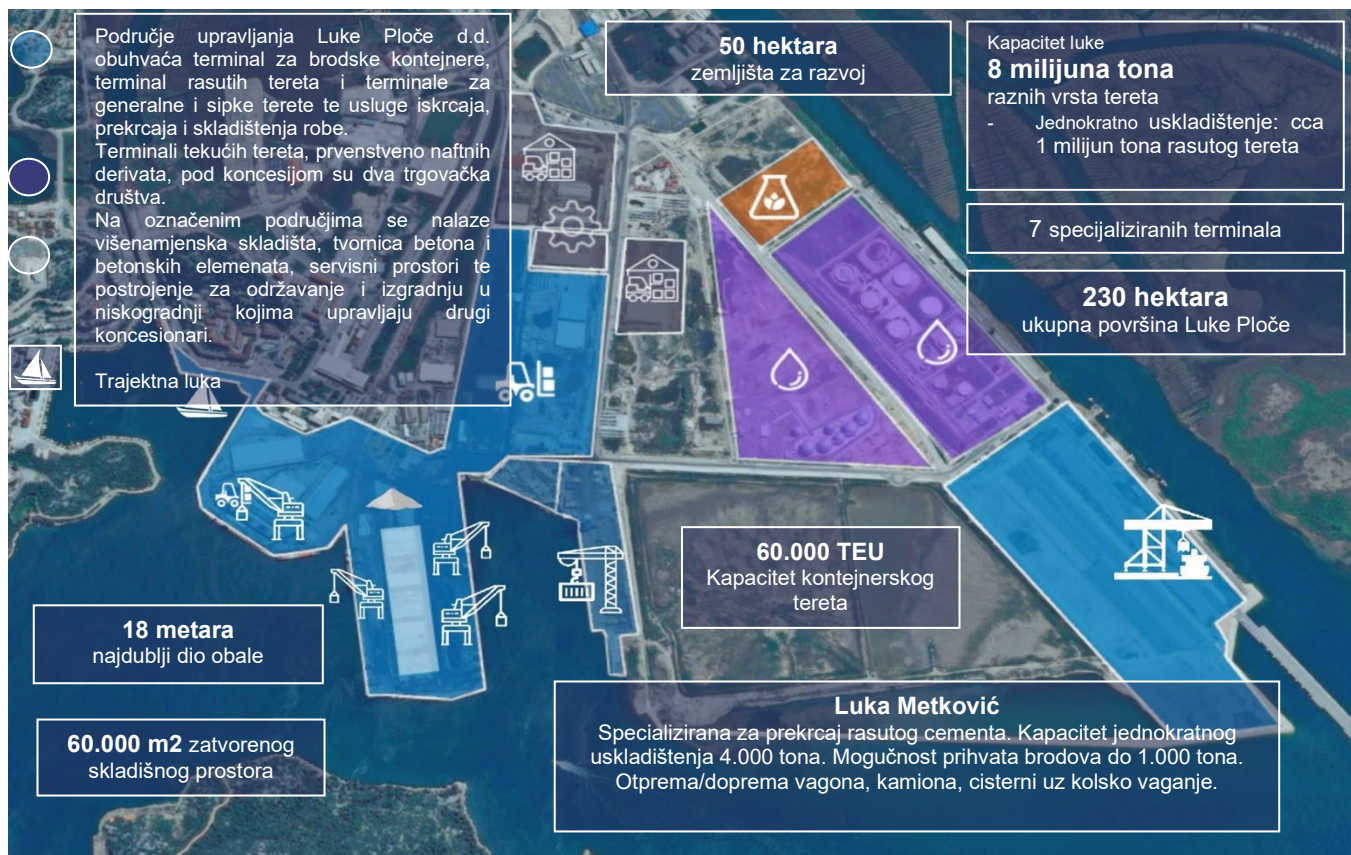 Područje upravljanja Luke Ploče d.d.
obuhvaća terminal za brodske kontejnere,
terminal rasutih tereta i terminale za
generalne i sipke terete te usluge iskrcaja,
prekrcaja i skladištenja robe.
Terminali tekućih tereta, prvenstveno naftnih
derivata, pod koncesijom su dva trgovačka
društva.
Na označenim područjima se nalaze
višenamjenska skladišta, tvornica betona i
betonskih elemenata, servisni prostori te
postrojenje za održavanje i izgradnju u
niskogradnji kojima upravljaju drugi
koncesionari.
Trajektna luka
50 hektara
zemljišta za razvoj
Kapacitet luke
8 milijuna tona
raznih vrsta tereta
- Jednokratno uskladištenje: cca
1 milijun tona rasutog tereta
7 specijaliziranih terminala
230 hektara
ukupna površina Luke Ploče
60.000 TEU
Kapacitet kontejnerskog
tereta
18 metara
najdublji dio obale
60.000 m2 zatvorenog
skladišnog prostora
Luka Metković
Specializirana za prekrcaj rasutog cementa. Kapacitet jednokratnog
uskladištenja 4.000 tona. Mogučnost prihvata brodova do 1.000 tona.
Otprema/doprema vagona, kamiona, cisterni uz kolsko vaganje.